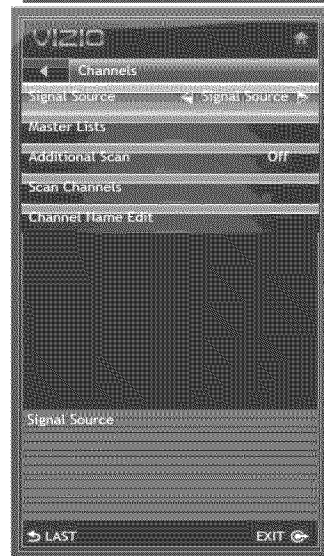 VIZIO
Channels
Signal Source Signal Source
Master Lists
Additional Scan Off
Scan Channels
Channel Name Edit
Signal Source
LAST EXIT